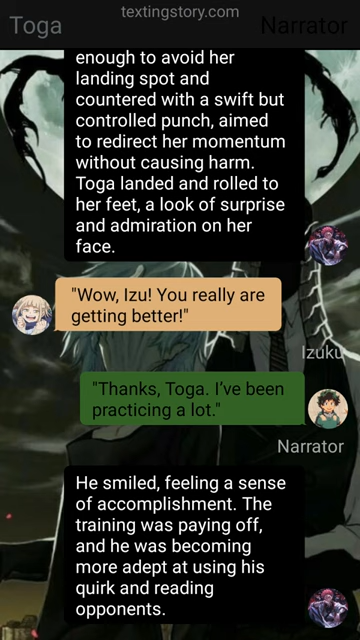 textingstory.com
Toga
Narrator
enough to avoid her
landing spot and
countered with a swift but
controlled punch, aimed
to redirect her momentum
without causing harm.
Toga landed and rolled to
her feet, a look of surprise
and admiration on her
face.
"Wow, Izu! You really are
getting better!"
Izuku
"Thanks, Toga. I've been
practicing a lot."
Narrator
He smiled, feeling a sense
of accomplishment. The
training was paying off,
and he was becoming
more adept at using his
quirk and reading
opponents.